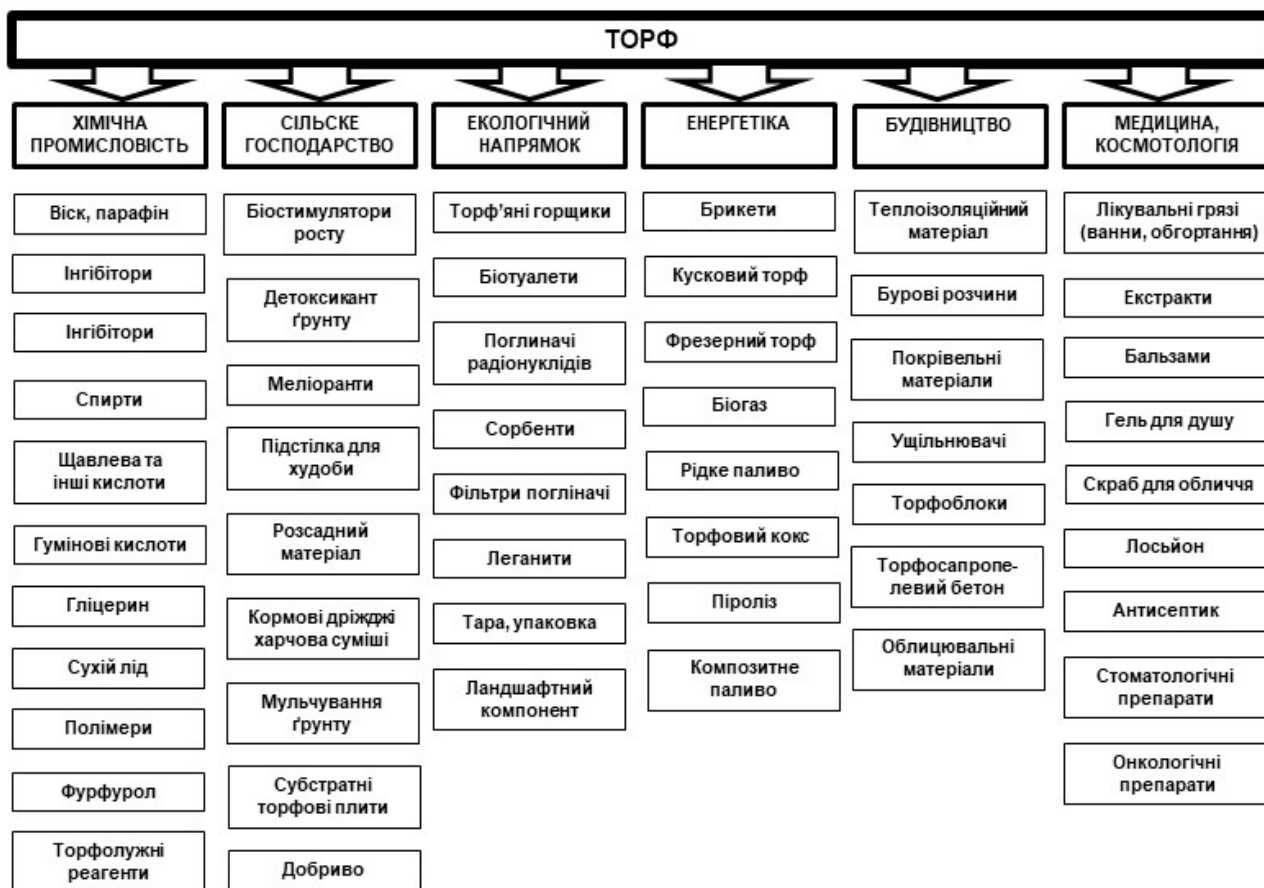 ТОРФ
ХІМІЧНА
ПРОМИСЛОВІСТЬ
Віск, парафін
Інгібітори
Інгібітори
Спирти
Щавлева та
інші кислоти
Гумінові кислоти
Гліцерин
Сухій лід
Полімери
Фурфурол
Торфолужні
реагенти
СІЛЬСКЕ
ГОСПОДАРСТВО
Біостимулятори
росту
Детоксикант
ґрунту
Меліоранти
Підстілка для
худоби
Розсадний
матеріал
Кормові дріжджі
харчова суміші
Мульчування
ґрунту
Субстратні
торфові плити
Добриво
ЕКОЛОГІЧНИЙ
НАПРЯМОК
Торф’яні горщики
Біотуалети
Поглиначі
радіонуклідів
Сорбенти
Фільтри погліначі
Леганити
Тара, упаковка
Ландшафтний
компонент
ЕНЕРГЕТІКА
Брикети
Кусковий торф
Фрезерний торф
Біогаз
Рідке паливо
Торфовий кокс
Піроліз
Композитне
паливо
БУДІВНИЦТВО
Теплоізоляційний
матеріал
Бурові розчини
Покрівельні
матеріали
Ущільнювачі
Торфоблоки
Торфосапропе-
левий бетон
Облицювальні
матеріали
МЕДИЦИНА,
КОСМОТОЛОГІЯ
Лікувальні грязі
(ванни, обгортання)
Екстракти
Бальзами
Гель для душу
Скраб для обличчя
Лосьйон
Антисептик
Стоматологічні
препарати
Онкологічні
препарати